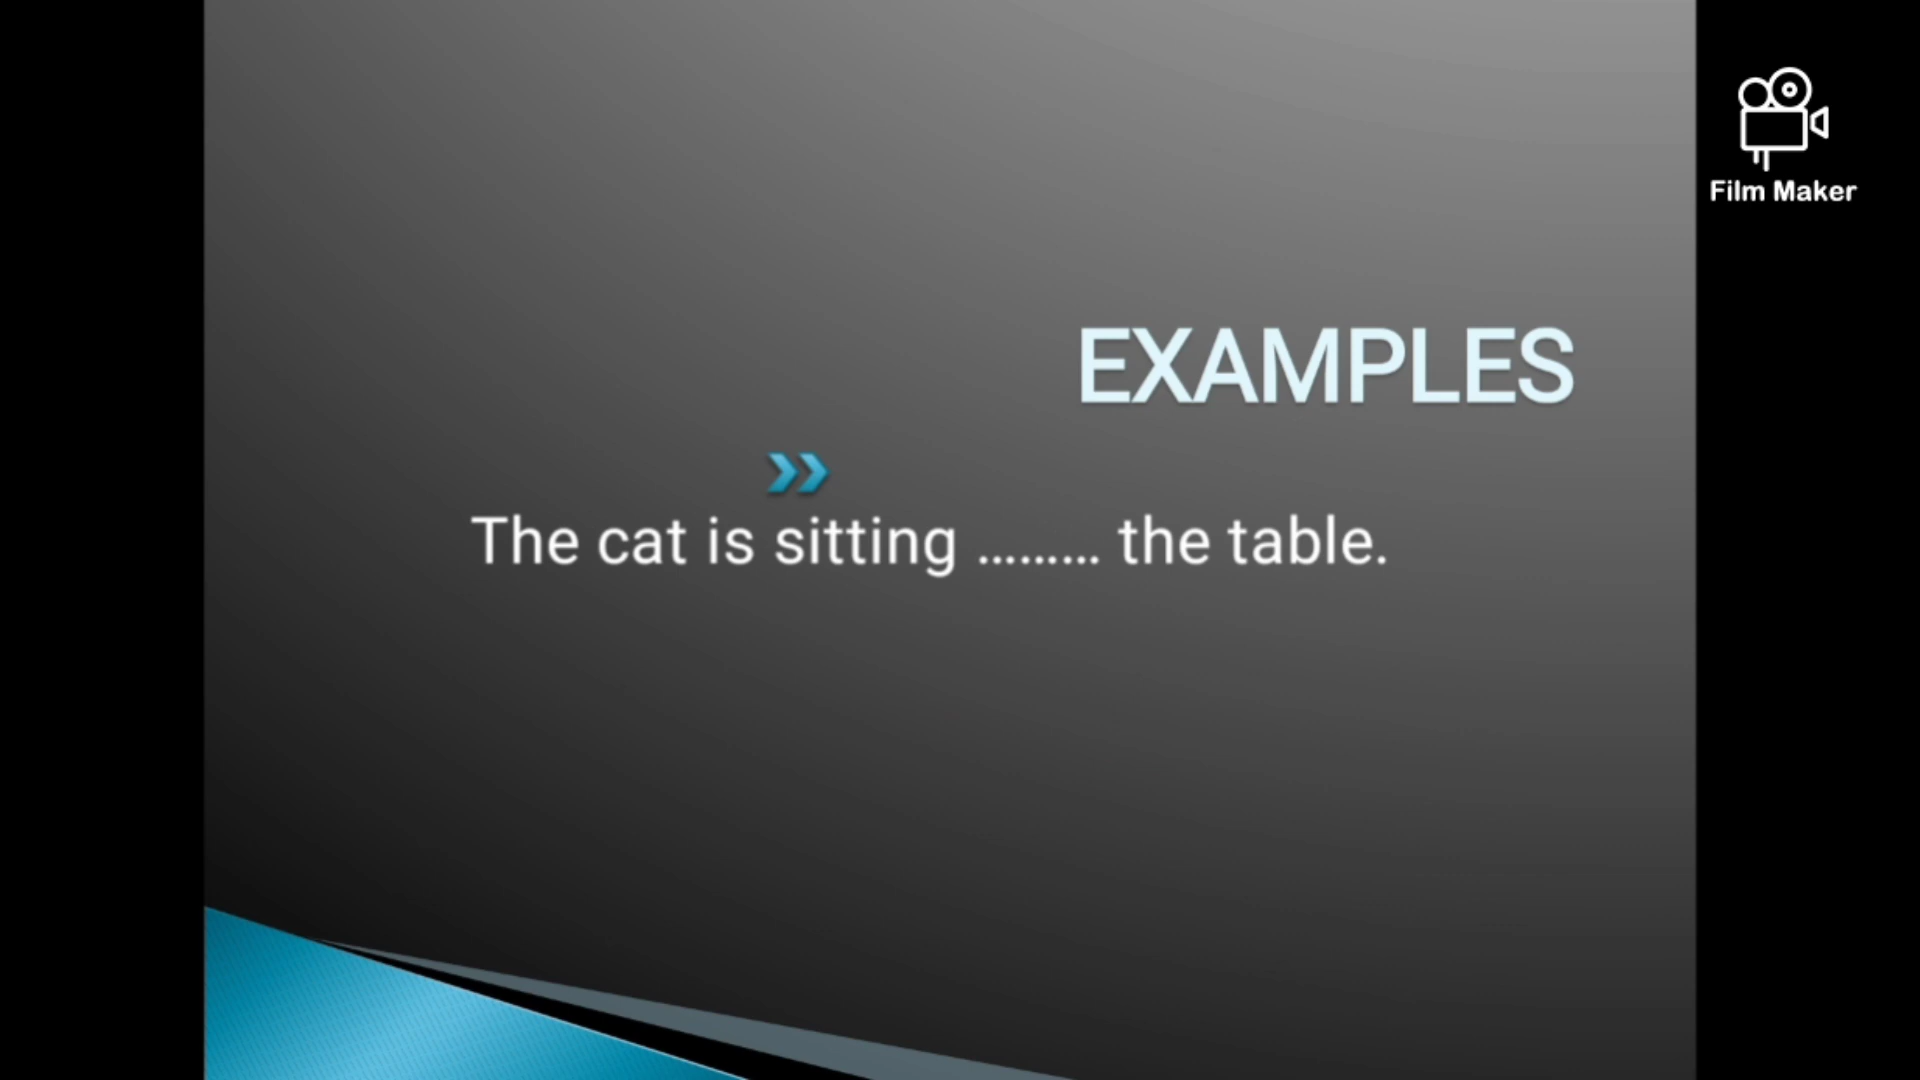 Film Maker
EXAMPLES
The cat is sitting ……... the table.